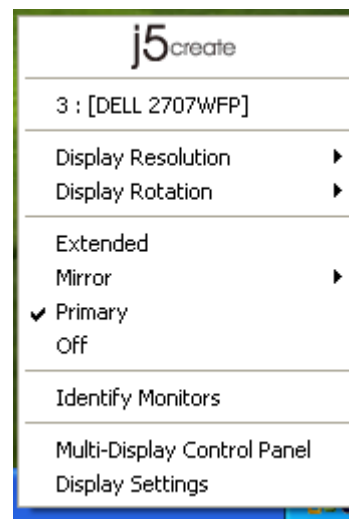 j5create
3 : [DELL 2707WFP]
Display Resolution
Display Rotation
Extended
Mirror
Primary
Off
Identify Monitors
Multi-Display Control Panel
Display Settings